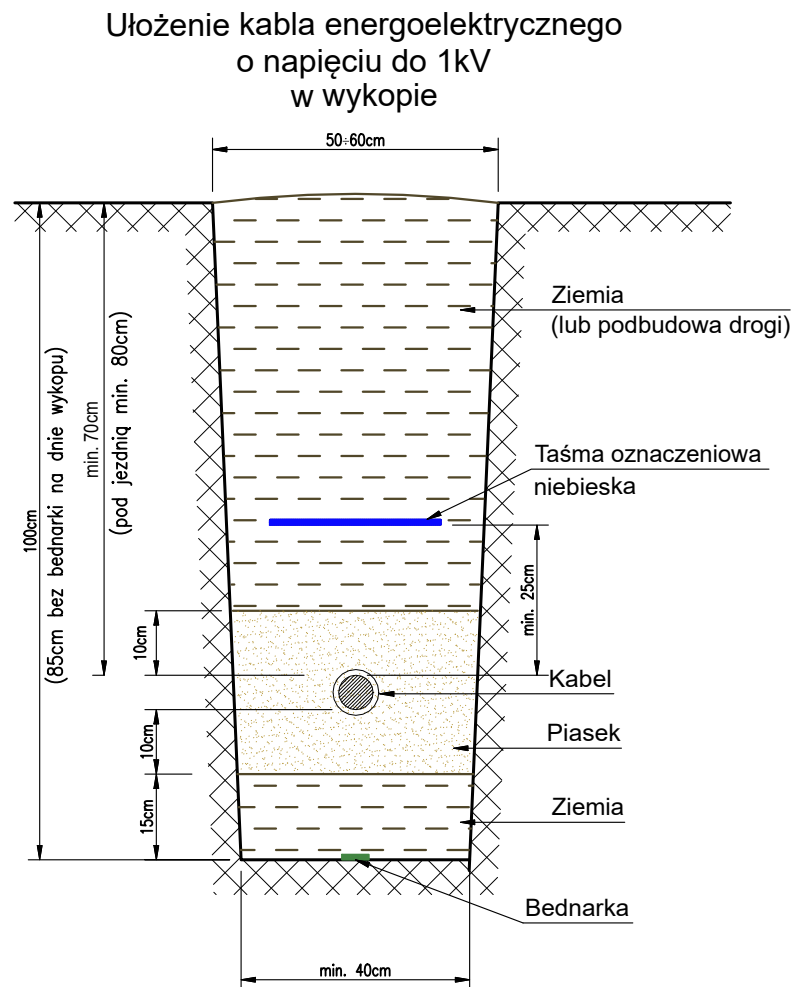 Ułożenie kabla energoelektrycznego
o napięciu do 1kV
w wykopie
50÷60cm
Ziemia
(lub podbudowa drogi)
Taśma oznaczeniowa
niebieska
100cm
(85cm bez bednarki na dnie wykopu)
min. 70cm
(pod jezdnią min. 80cm)
min. 25cm
10cm
Kabel
10cm
Piasek
15cm
Ziemia
Bednarka
min. 40cm